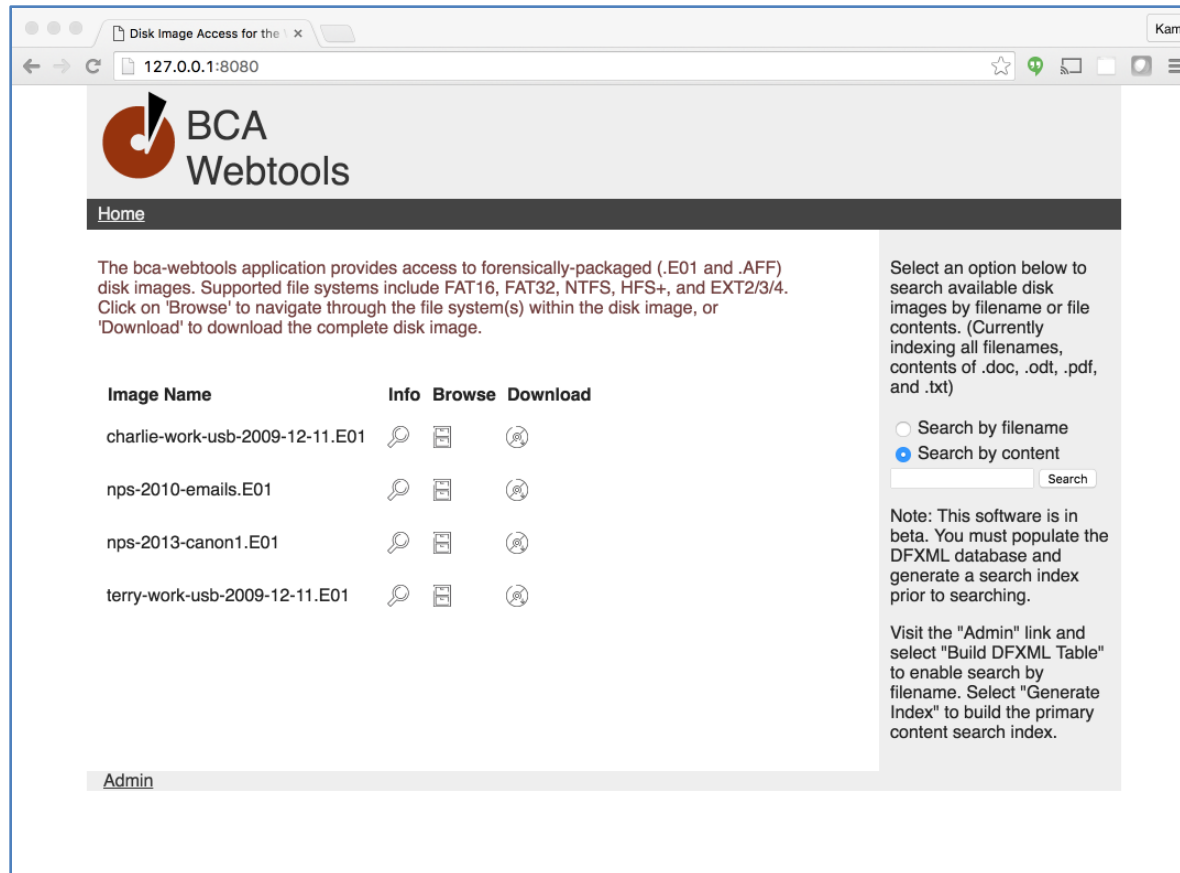 Disk Image Access for the
Kam
127.0.0.1:8080
BCA
Webtools
Home
The bca-webtools application provides access to forensically-packaged (.E01 and .AFF)
disk images. Supported file systems include FAT16, FAT32, NTFS, HFS+, and EXT2/3/4.
Click on 'Browse' to navigate through the file system(s) within the disk image, or
'Download' to download the complete disk image.
Image Name Info Browse Download
charlie-work-usb-2009-12-11.E01
nps-2010-emails.E01
nps-2013-canon1.E01
terry-work-usb-2009-12-11.E01
Select an option below to
search available disk
images by filename or file
contents. (Currently
indexing all filenames,
contents of .doc, .odt, .pdf,
and .txt)
Search by filename
Search by content
Search
Note: This software is in
beta. You must populate the
DFXML database and
generate a search index
prior to searching.
Visit the "Admin" link and
select "Build DFXML Table"
to enable search by
filename. Select "Generate
Index" to build the primary
content search index.
Admin